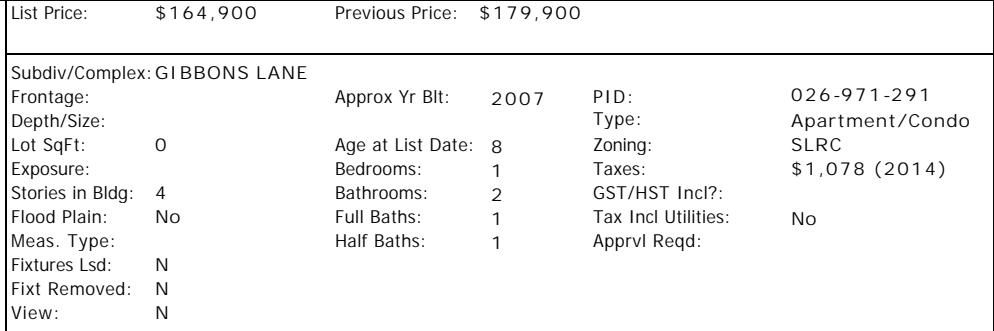 List Price: $164,900 Previous Price: $179,900
Subdiv/Complex: GIBBONS LANE
Frontage: Approx Yr Blt: 2007 PID: 026-971-291
Depth/Size: Type: Apartment/Condo
Lot SqFt: 0 Age at List Date: 8 Zoning: SLRC
Exposure: Bedrooms: 1 Taxes: $1,078 (2014)
Stories in Bldg: 4 Bathrooms: 2 GST/HST Incl?:
Flood Plain: No Full Baths: 1 Tax Incl Utilities: No
Meas. Type: Half Baths: 1 Apprvl Reqd:
Fixtures Lsd: N
Fixt Removed: N
View: N